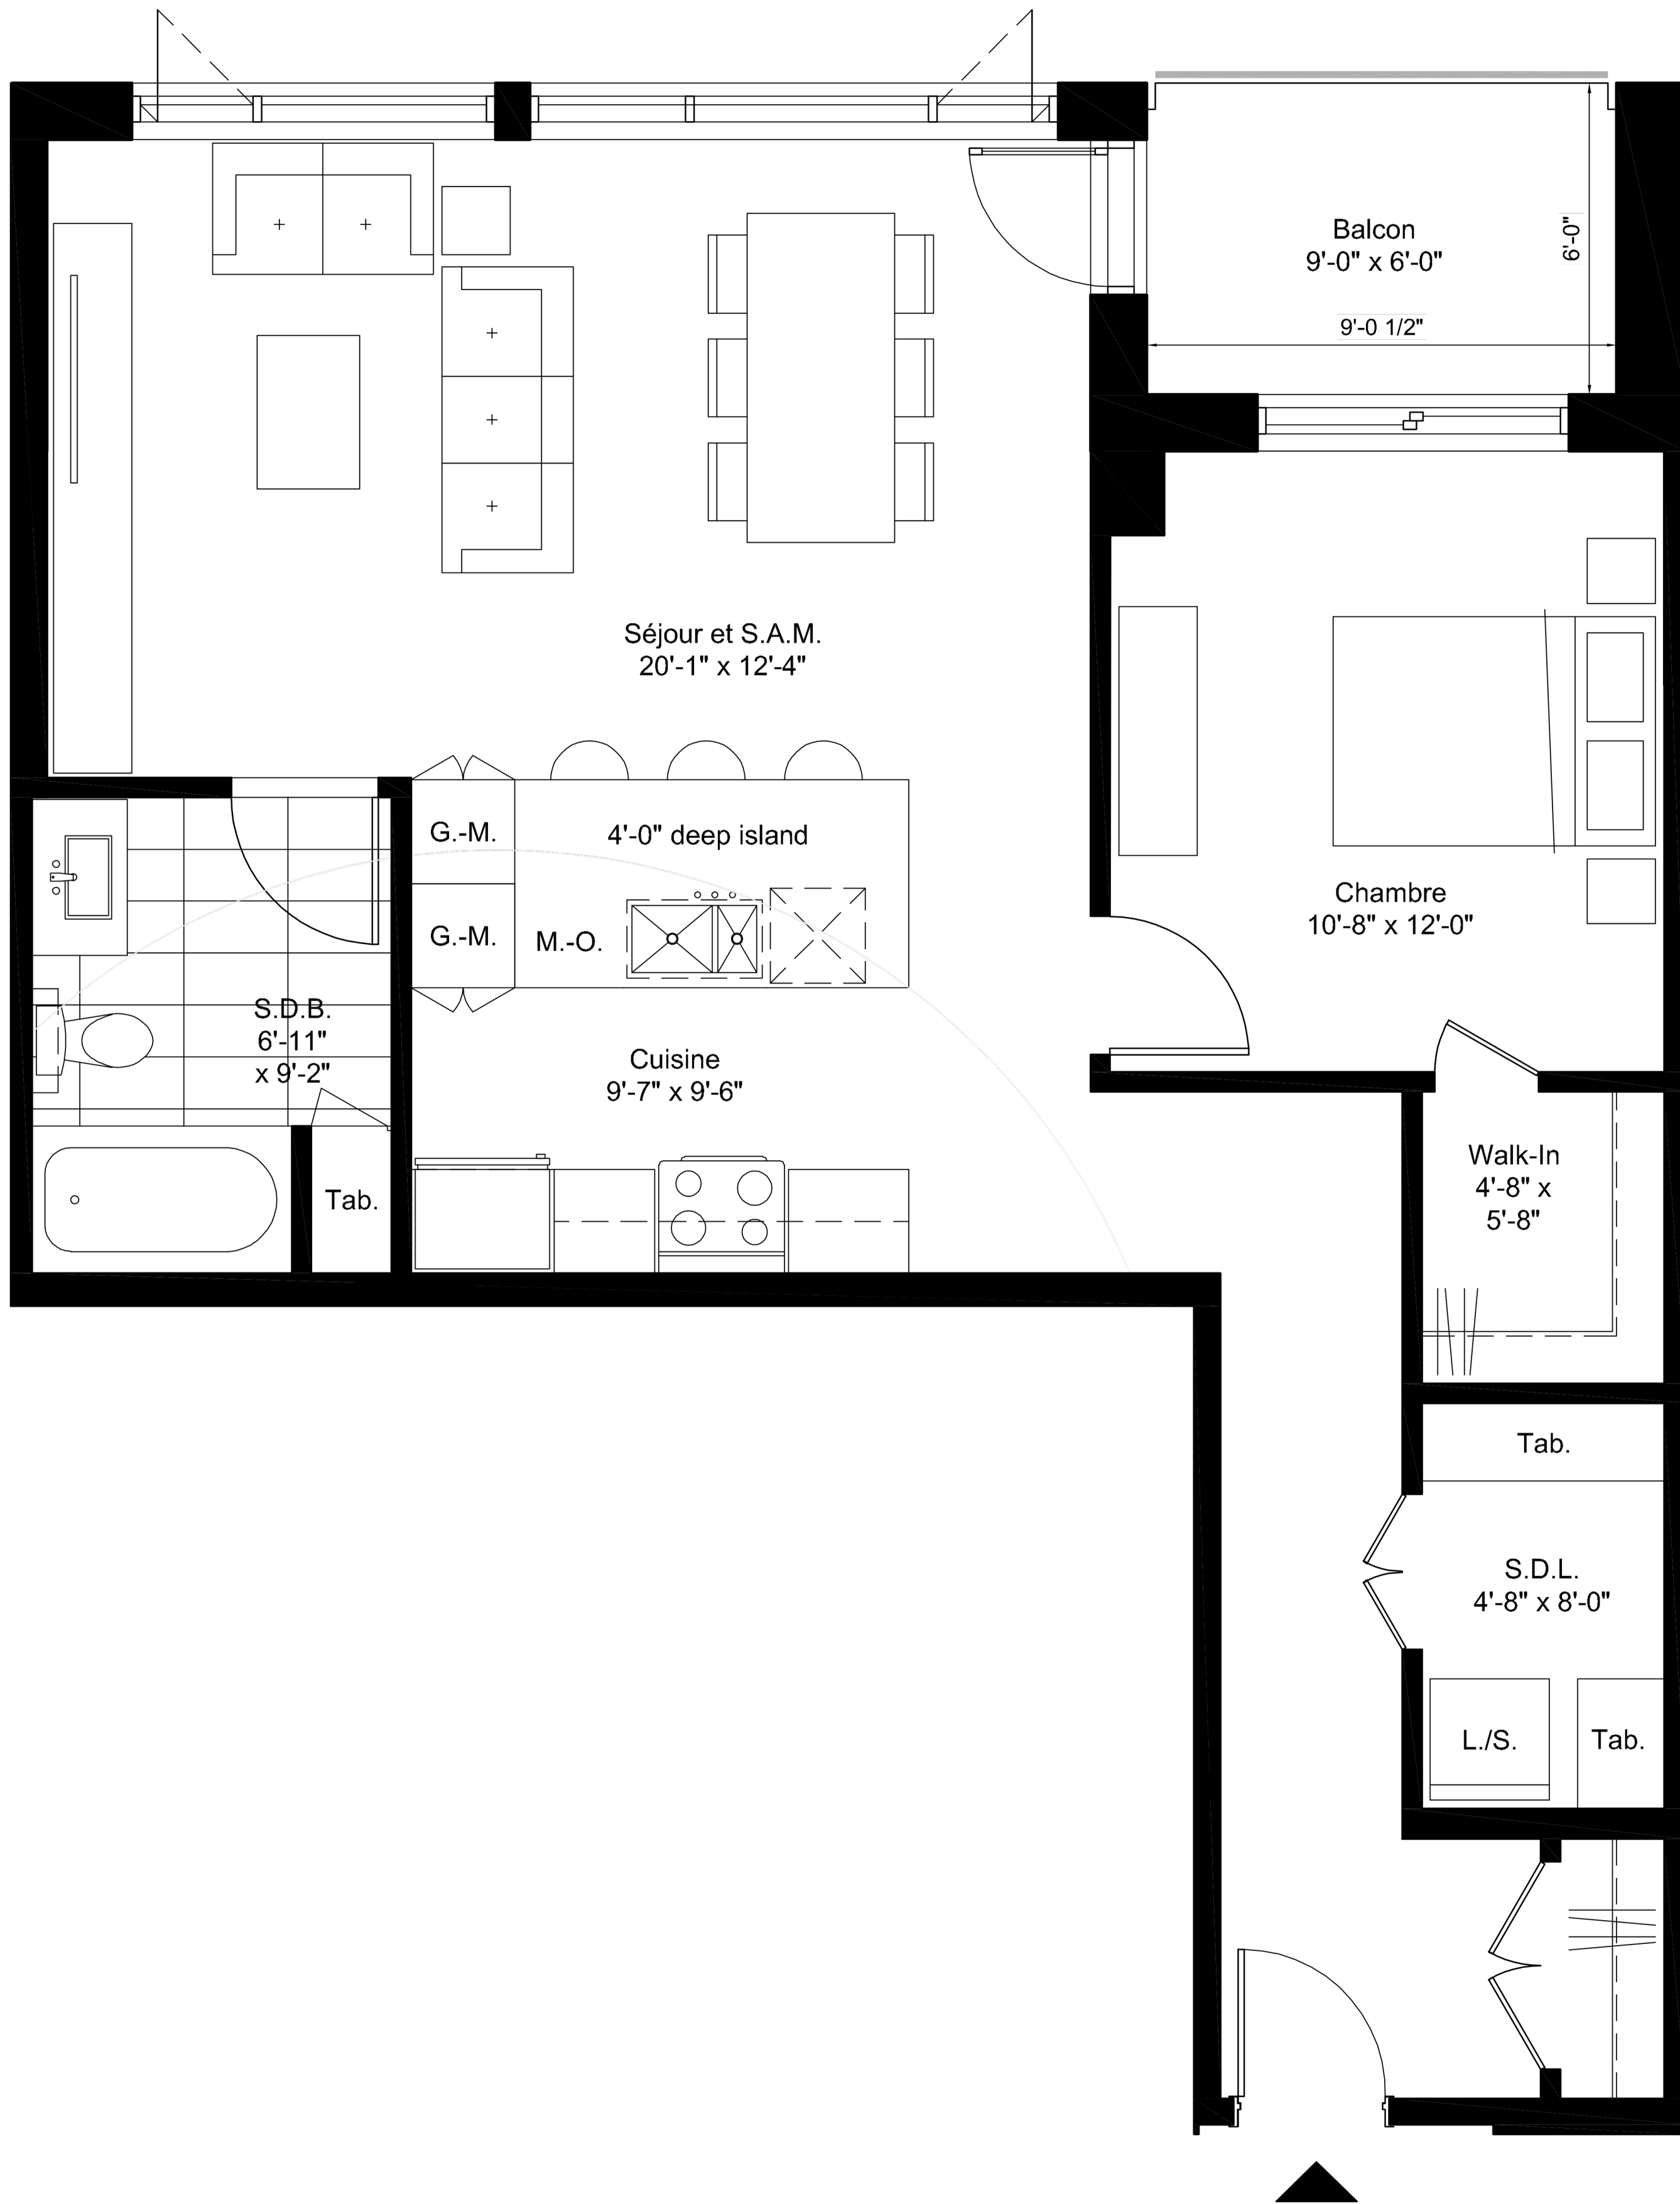 Balcon
9'-0" x 6'-0"
6'-0"
9'-0 1/2"
Séjour et S.A.M.
20'-1" x 12'-4"
G.-M.
4'-0" deep island
G.-M.
M.-O.
Chambre
10'-8" x 12'-0"
S.D.B.
6'-11"
x 9'-2"
Cuisine
9'-7" x 9'-6"
Tab.
Walk-In
4'-8" x
5'-8"
Tab.
S.D.L.
4'-8" x 8'-0"
L./S.
Tab.